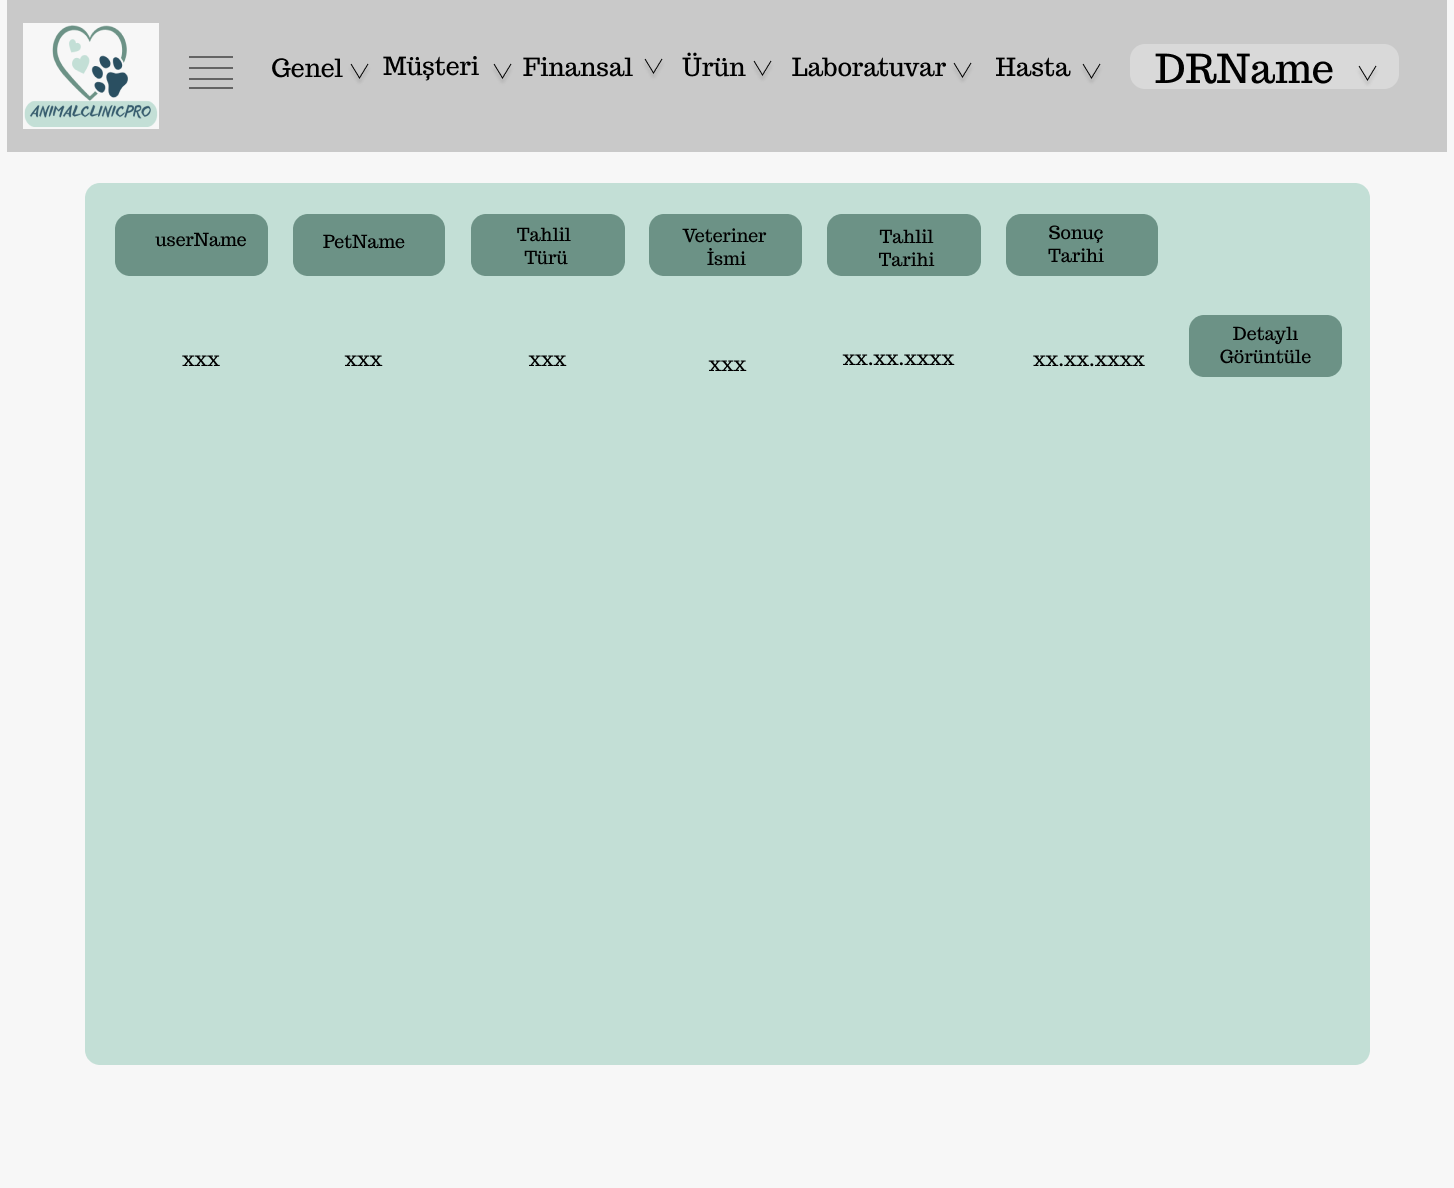 ANIMALCLINICPRO
Genel Müşteri Finansal Ürün Laboratuvar Hasta DRName
userName
PetName
Tahlil
Türü
Veteriner
İsmi
Tahlil
Tarihi
Sonuç
Tarihi
xxx xxx xxx xxx xx.xx.xxxx xx.xx.xxxx
Detaylı
Görüntüle